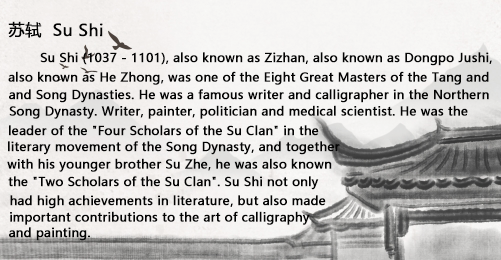 苏轼 Su Shi
Su Shi (1037 - 1101), also known as Zizhan, also known as Dongpo Jushi,
also known as He Zhong, was one of the Eight Great Masters of the Tang and
and Song Dynasties. He was a famous writer and calligrapher in the Northern
Song Dynasty. Writer, painter, politician and medical scientist. He was the
leader of the "Four Scholars of the Su Clan" in the
literary movement of the Song Dynasty, and together
with his younger brother Su Zhe, he was also known
the "Two Scholars of the Su Clan". Su Shi not only
had high achievements in literature, but also made
important contributions to the art of calligraphy
and painting.